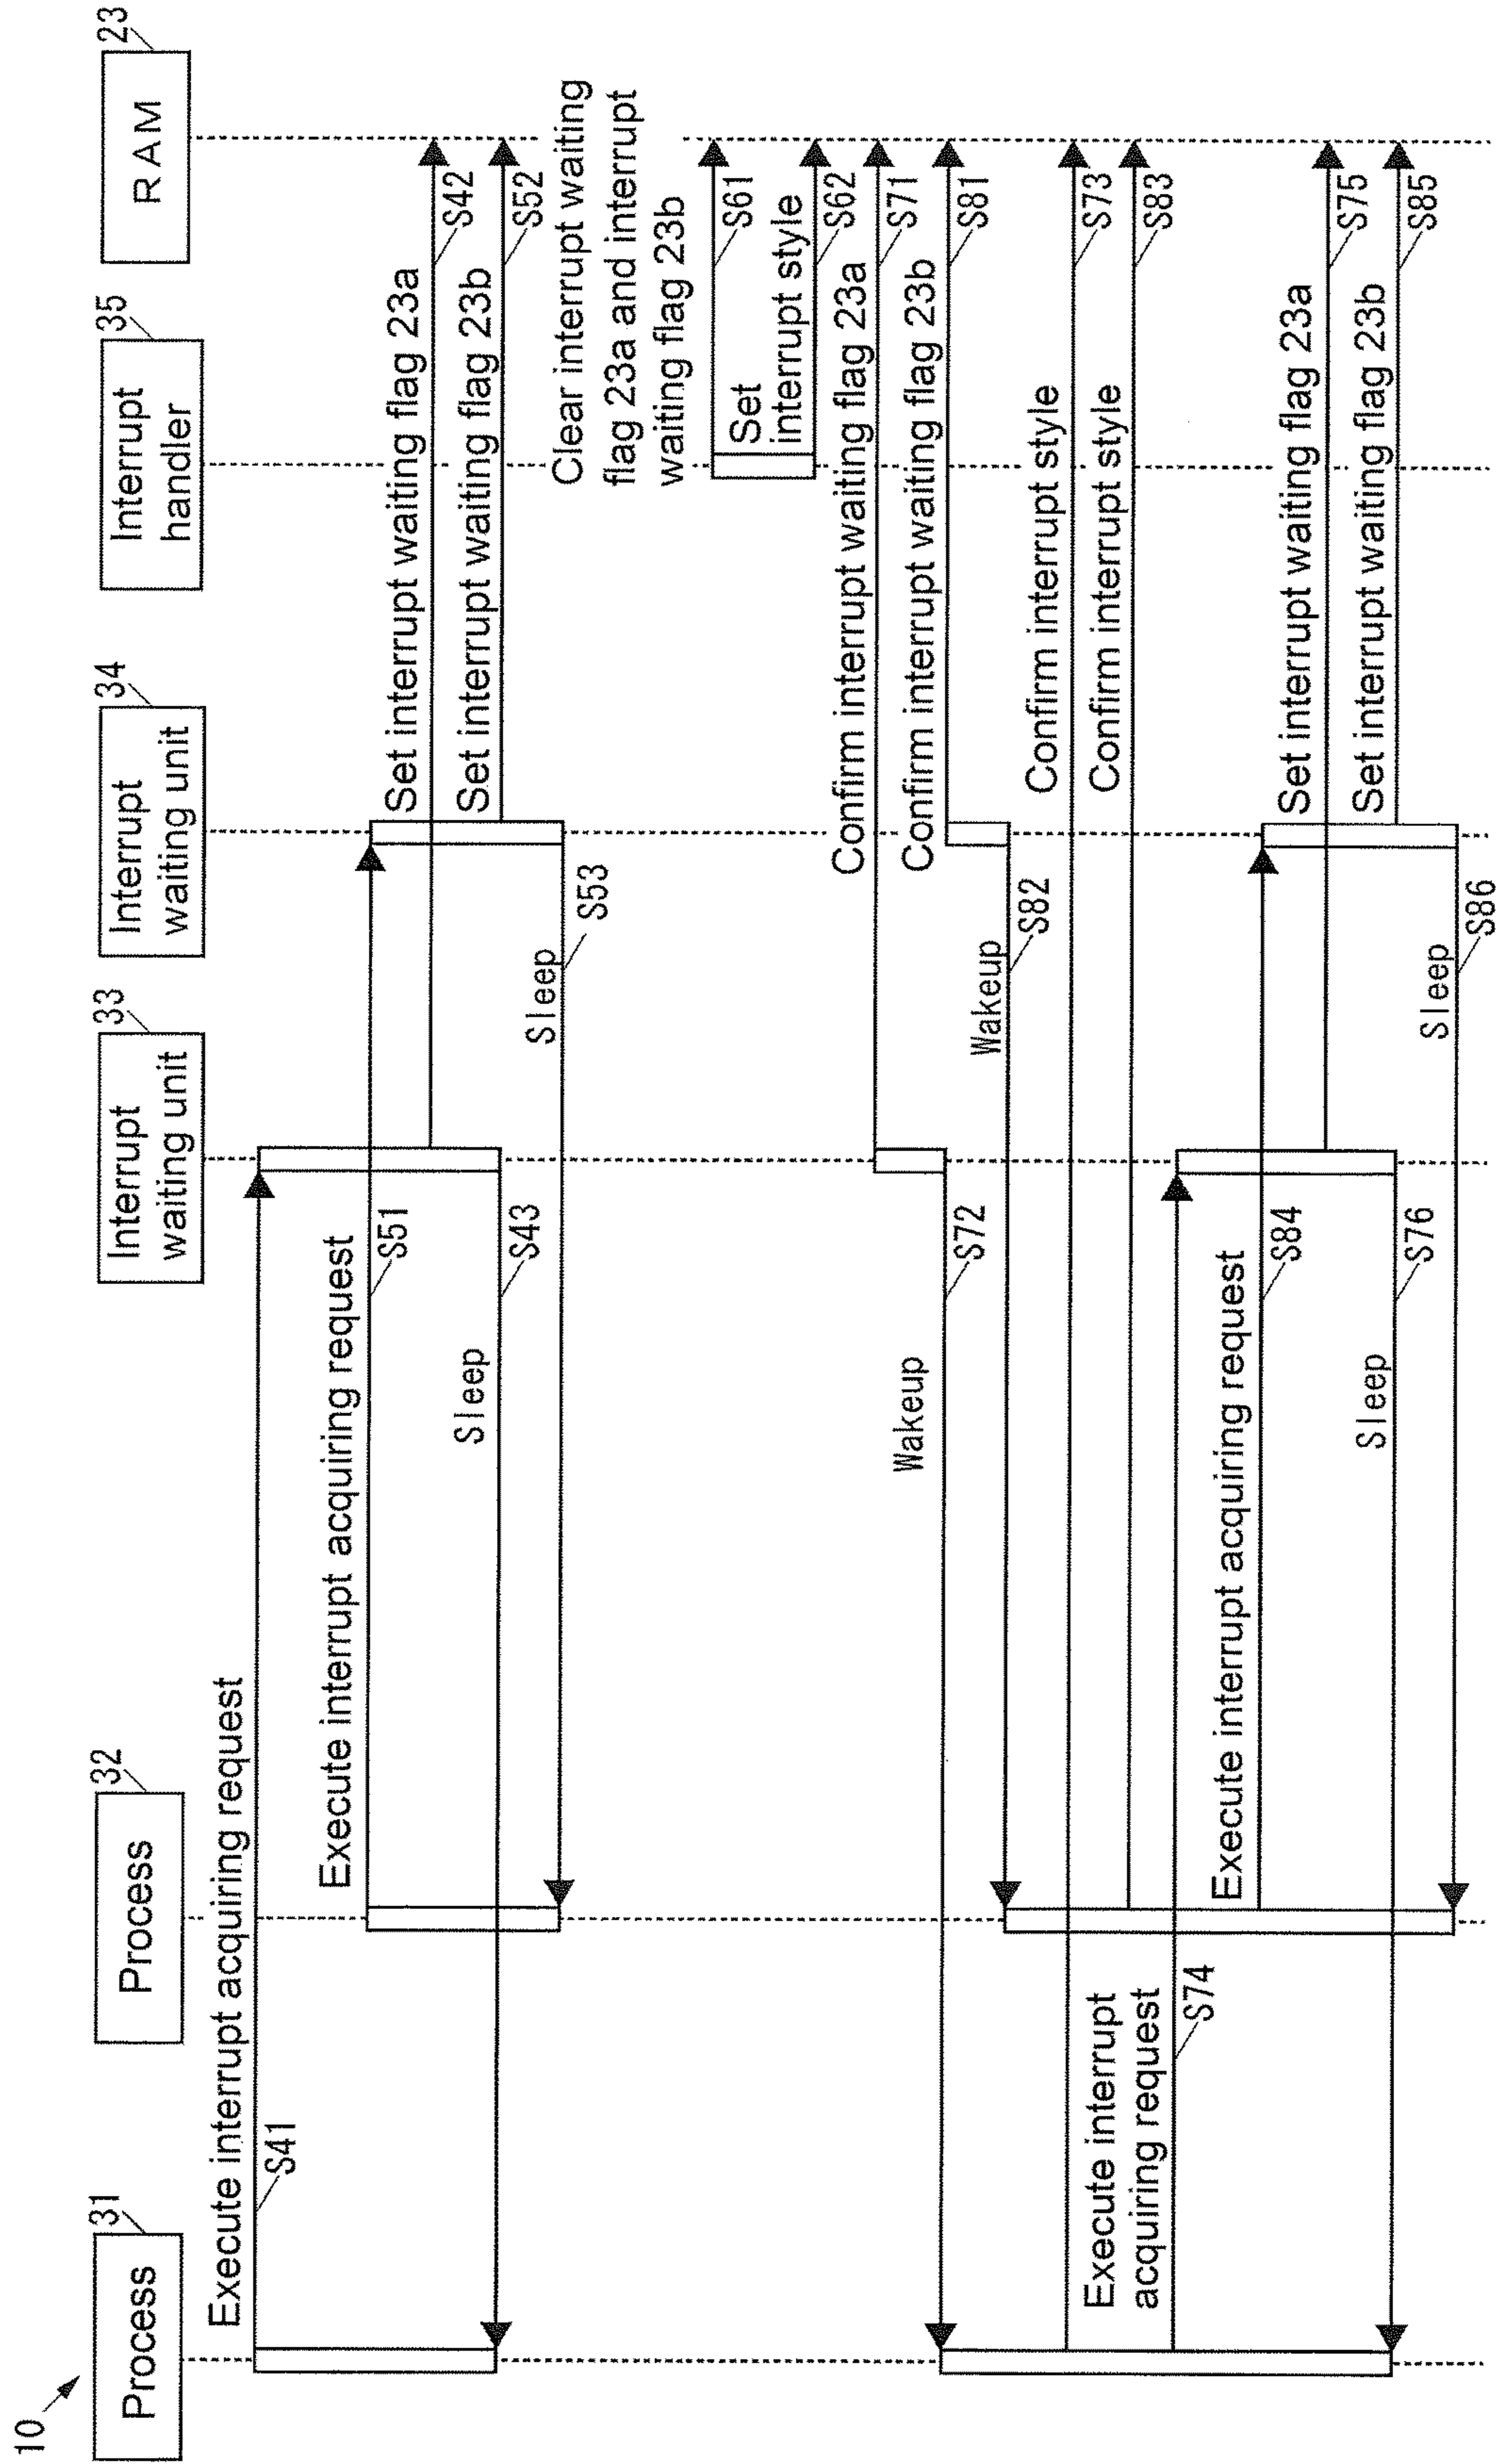 10
31
Process
32
Process
33
Interrupt
waiting unit
34
Interrupt
waiting unit
35
Interrupt
handler
23
RAM
Execute interrupt acquiring request
S41
Execute interrupt acquiring request
S51
Set interrupt waiting flag 23a
S42
Sleep
S43
Set interrupt waiting flag 23b
S52
Sleep
S53
Clear interrupt waiting
flag 23a and interrupt
waiting flag 23b
S61
Set
interrupt style
S62
Confirm interrupt waiting flag 23a
S71
Wakeup
S72
Confirm interrupt waiting flag 23b
S81
Wakeup
S82
Confirm interrupt style
S73
Confirm interrupt style
S83
Execute interrupt
acquiring request
S74
Execute interrupt acquiring request
S84
Set interrupt waiting flag 23a
S75
Sleep
S76
Set interrupt waiting flag 23b
S85
Sleep
S86